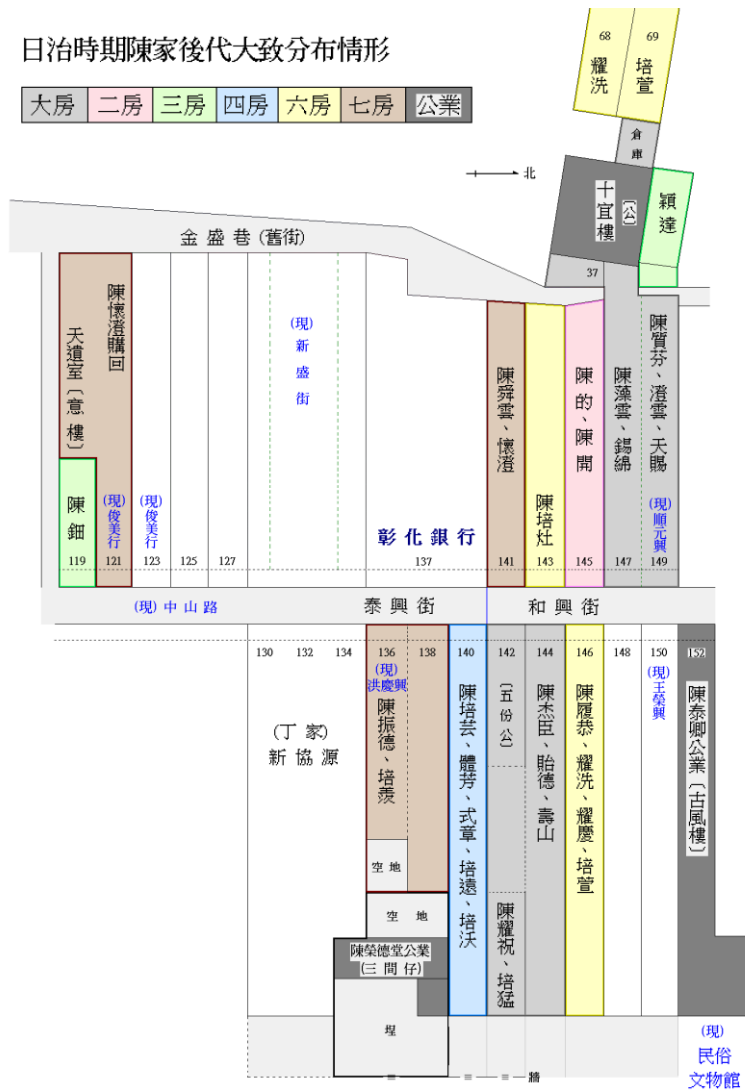 日治時期陳家後代大致分布情形
大房 二房 三房 四房 六房 七房 公業
68
耀洗
69
培萱
倉庫
北
十宜樓
〔公〕
穎達
37
金盛巷(舊街)
天遺室〔意樓〕
陳懷澄購回
陳鈿
(現)俊美行
(現)俊美行
(現)新盛街
彰化銀行
陳舜雲、懷澄
陳培灶
陳的、陳開
陳藻雲、錫綿
陳質芬、澄雲、天賜
(現)順元興
119 121 123 125 127 137 141 143 145 147 149
(現)中山路 泰興街 和興街
130 132 134 136 138 140 142 144 146 148 150 152
(丁家)
新協源
(現)
洪慶興
陳振德、培羨
空地
空地
陳榮德堂公業
(三間仔)
埕
陳培芸、體芳、式章、培遠、培沃
〔五份公〕
陳耀祝、培猛
陳杰臣、貽德、壽山
陳履恭、耀洗、耀慶、培萱
(現)王榮興
陳泰卿公業〔古風樓〕
牆
(現)
民俗
文物館